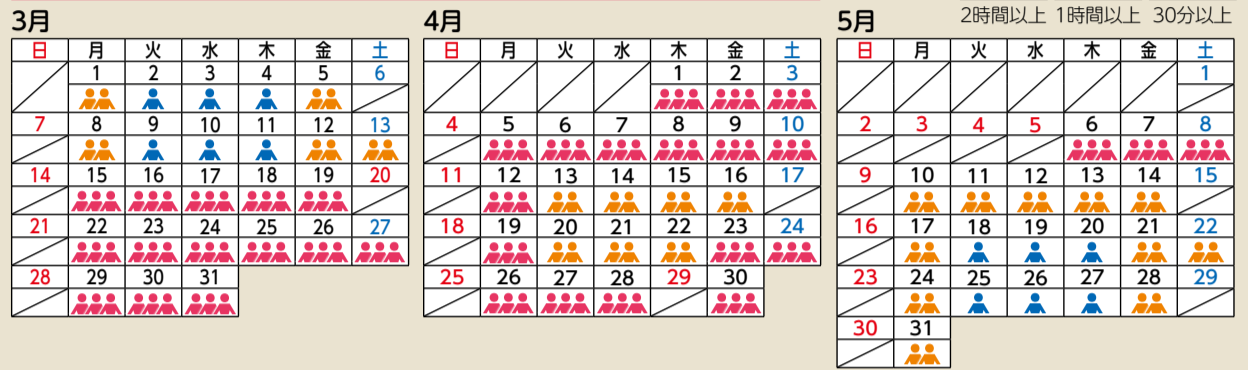 2時間以上 1時間以上 30分以上
3月
日 月 火 水 木 金 土
1 2 3 4 5 6
7 8 9 10 11 12 13
14 15 16 17 18 19 20
21 22 23 24 25 26 27
28 29 30 31
4月
日 月 火 水 木 金 土
1 2 3
4 5 6 7 8 9 10
11 12 13 14 15 16 17
18 19 20 21 22 23 24
25 26 27 28 29 30
5月
日 月 火 水 木 金 土
1
2 3 4 5 6 7 8
9 10 11 12 13 14 15
16 17 18 19 20 21 22
23 24 25 26 27 28 29
30 31